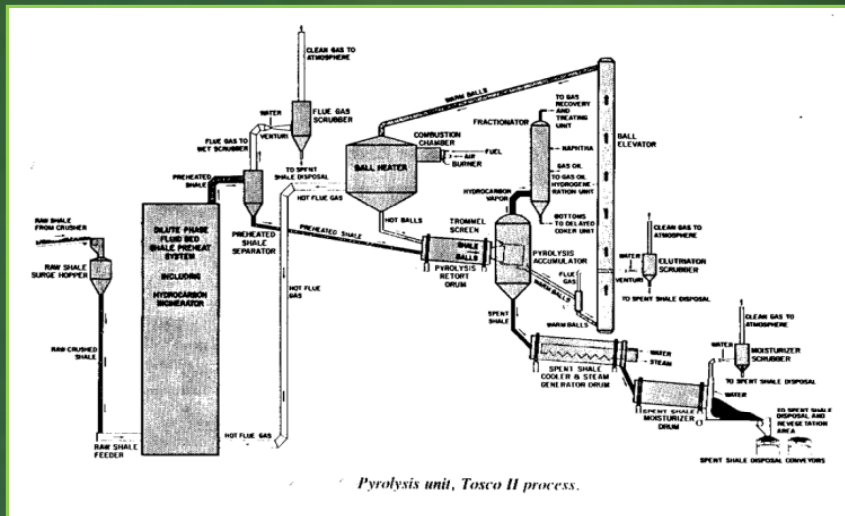 CLEAN GAS TO
ATMOSPHERE
WATER
VENTURI
FLUE GAS
SCRUBBER
FLUE GAS TO
WET SCRUBBER
TO SPENT
SHALE DISPOSAL
PREHEATED
SHALE
HOT FLUE GAS
PREHEATED
SHALE
SEPARATOR
PREHEATED SHALE
RAW SHALE
FROM CRUSHER
RAW SHALE
SURGE HOPPER
RAW CRUSHED
SHALE
RAW SHALE
FEEDER
DILUTE PHASE
FLUID BED
SHALE PREHEAT
SYSTEM
INCLUDING
HYDROCARBON
INCINERATOR
HOT FLUE
GAS
HOT FLUE GAS
WARM BALLS
BALL HEATER
COMBUSTION
CHAMBER
FUEL
AIR
BURNER
HOT BALLS
FRACTIONATOR
TO GAS
RECOVERY
AND
TREATING
UNIT
NAPHTHA
GAS OIL
TO GAS OIL
HYDROGENE-
RATION UNIT
BOTTOMS
TO DELAYED
COKER UNIT
HYDROCARBON
VAPOR
BALL
ELEVATOR
TROMMEL
SCREEN
SHALE
BALLS
PYROLYSIS
RETORT
DRUM
PYROLYSIS
ACCUMULATOR
FLUE
GAS
WARM BALLS
WARM BALLS
SPENT
SHALE
SPENT SHALE
COOLER & STEAM
GENERATOR DRUM
WATER
STEAM
CLEAN GAS TO
ATMOSPHERE
WATER
VENTURI
ELUTRIATOR
SCRUBBER
TO SPENT SHALE DISPOSAL
CLEAN GAS TO
ATMOSPHERE
WATER
MOISTURIZER
SCRUBBER
TO SPENT SHALE DISPOSAL
WATER
SPENT SHALE
MOISTURIZER
DRUM
TO SPENT SHALE
DISPOSAL AND
REVEGETATION
AREA
SPENT SHALE DISPOSAL CONVEYORS
Pyrolysis unit, Tosco II process.